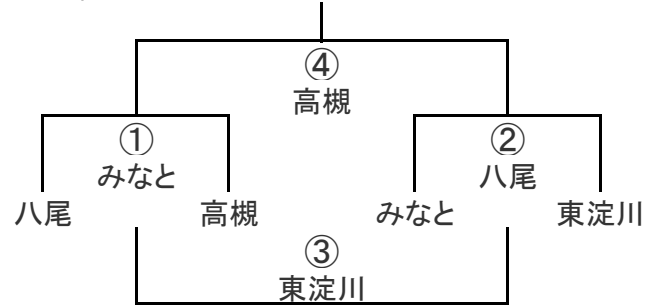 ④
高槻
① ②
みなと 八尾
八尾 高槻 みなと 東淀川
③
東淀川